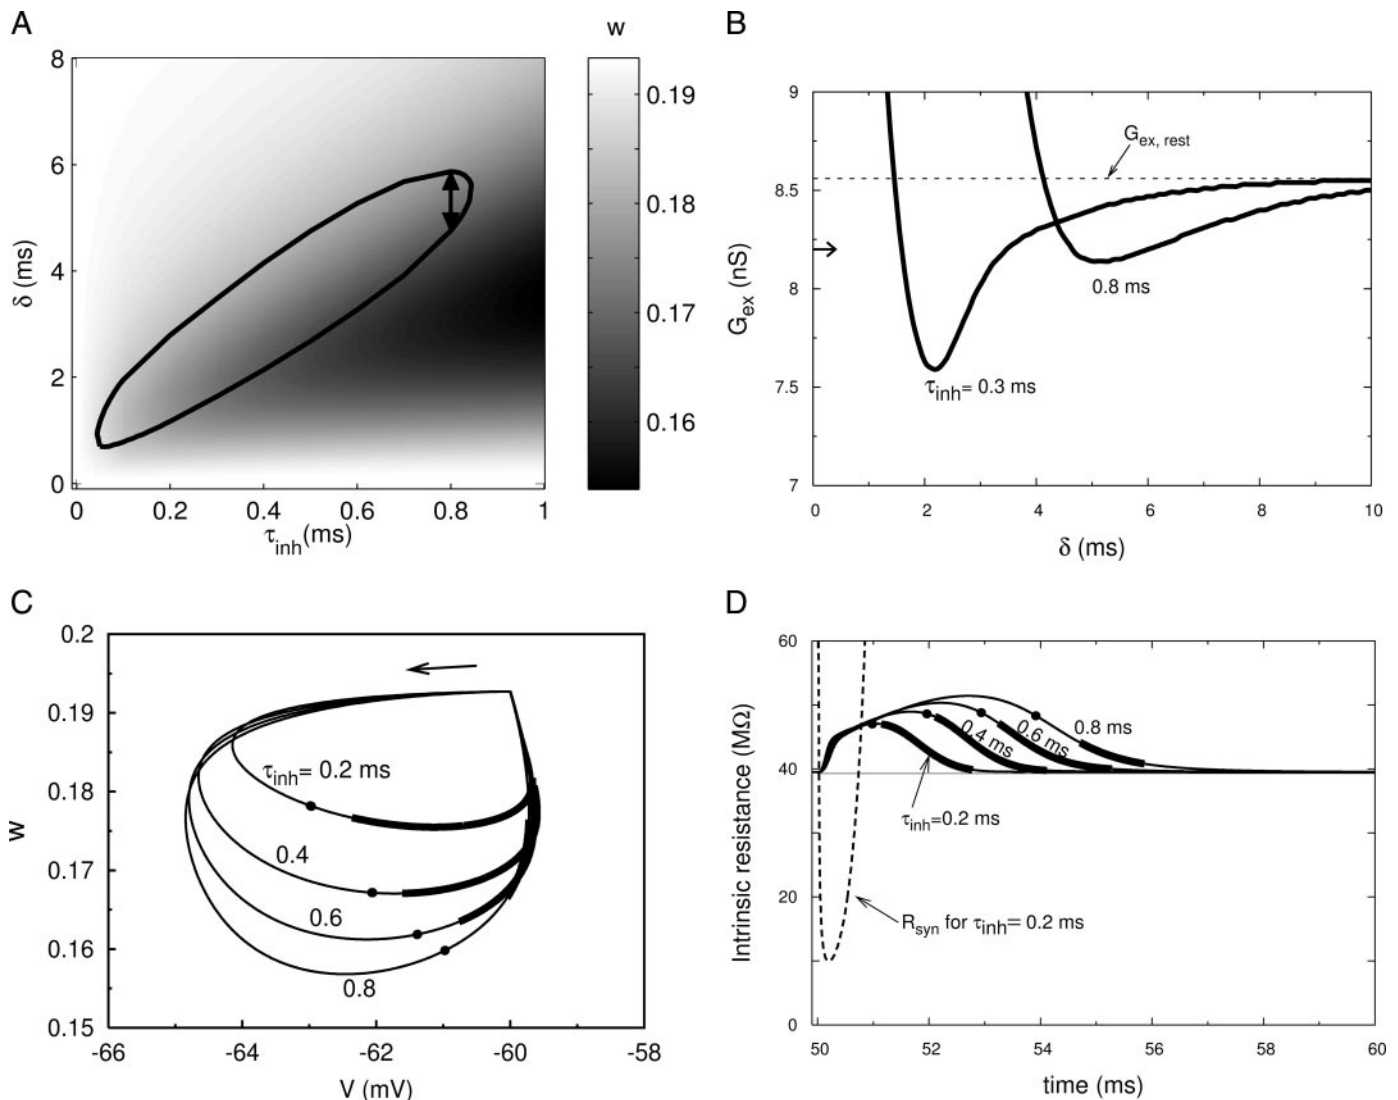 A
w
8
6
4
2
0
δ (ms)
0
0.2
0.4
0.6
0.8
1
τinh(ms)
0.19
0.18
0.17
0.16
B
9
8.5
8
7.5
7
Gex (nS)
Gex, rest
0.8 ms
τinh= 0.3 ms
0
2
4
6
8
10
δ (ms)
C
0.2
0.19
0.18
0.17
0.16
0.15
w
τinh= 0.2 ms
0.4
0.6
0.8
-66
-64
-62
-60
-58
V (mV)
D
60
40
20
0
Intrinsic resistance (MΩ)
0.8 ms
0.6 ms
0.4 ms
τinh=0.2 ms
Rsyn for τinh= 0.2 ms
50
52
54
56
58
60
time (ms)